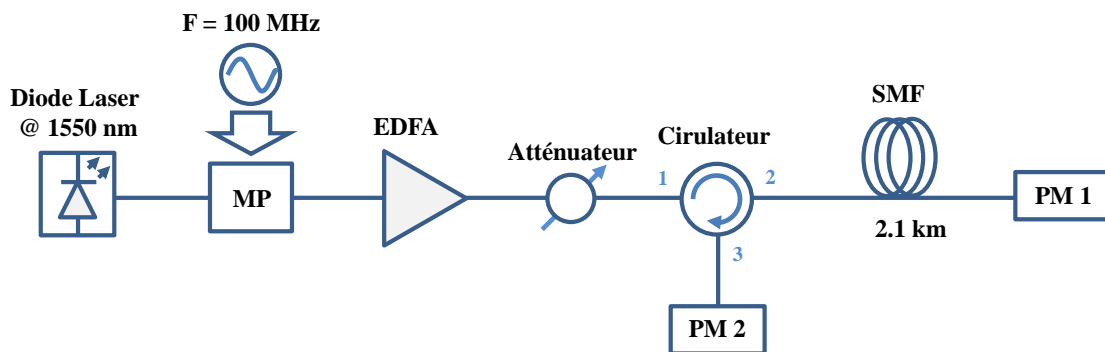 F = 100 MHz
Diode Laser
@ 1550 nm
MP
EDFA
Atténuateur
Cirulateur
1
2
3
SMF
2.1 km
PM 1
PM 2